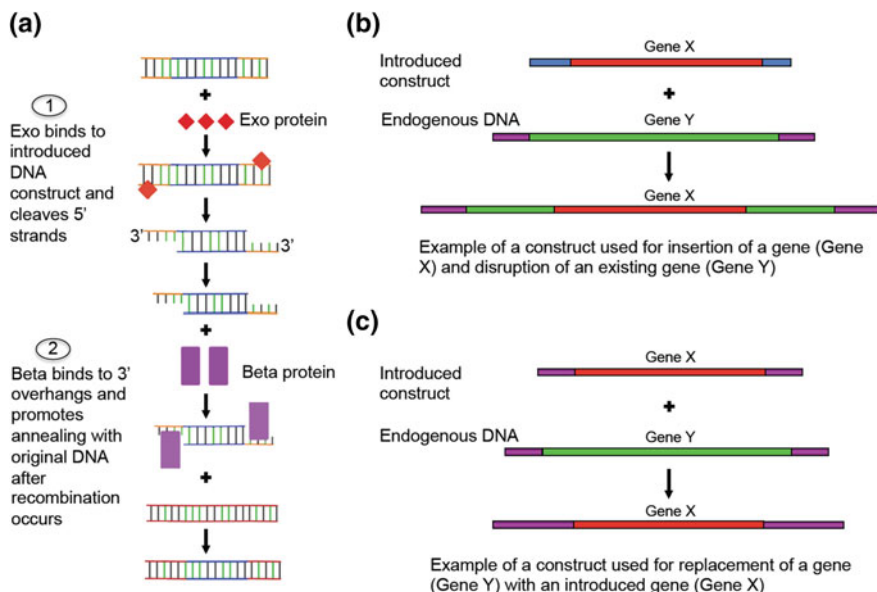 (a)
1
Exo binds to
introduced
DNA
construct and
cleaves 5'
strands
+
Exo protein
3'
3'
+
2
Beta binds to 3'
overhangs and
promotes
annealing with
original DNA
after
recombination
occurs
Beta protein
+
(b)
Gene X
Introduced
construct
+
Endogenous DNA
Gene Y
Gene X
Example of a construct used for insertion of a gene (Gene
X) and disruption of an existing gene (Gene Y)
(c)
Gene X
Introduced
construct
+
Endogenous DNA
Gene Y
Gene X
Example of a construct used for replacement of a gene
(Gene Y) with an introduced gene (Gene X)